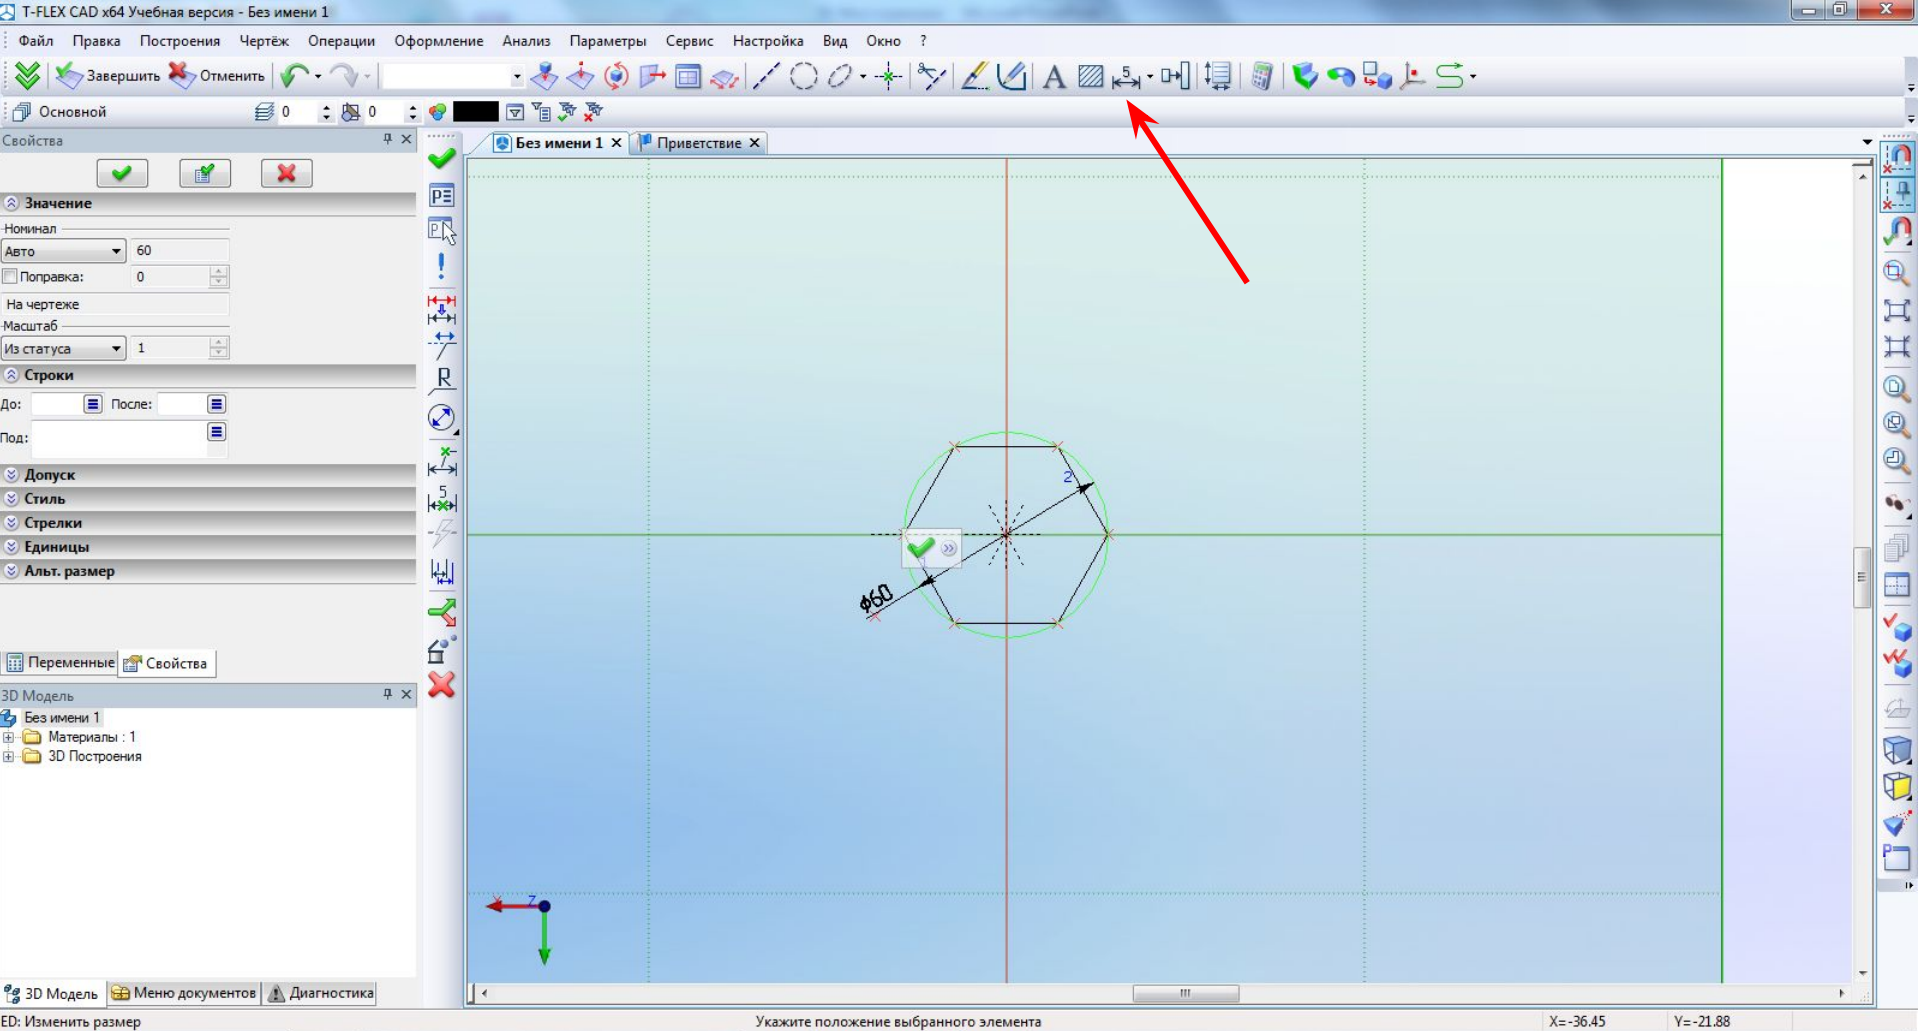 T-FLEX CAD x64 Учебная версия - Без имени 1
Файл Правка Построения Чертёж Операции Оформление Анализ Параметры Сервис Настройка Вид Окно ?
Завершить Отменить A 5
Основной 0 0
Свойства
Без имени 1 Приветствие
Значение
Номинал
Авто 60
Поправка: 0
На чертеже
Масштаб
Из статуса 1
Строки
До: После:
Под:
Допуск
Стиль
Стрелки
Единицы
Альт. размер
Переменные Свойства
3D Модель
Без имени 1
Материалы : 1
3D Построения
3D Модель Меню документов Диагностика
R
5
2
ϕ60
Z
ED: Изменить размер Укажите положение выбранного элемента X=-36.45 Y=-21.88